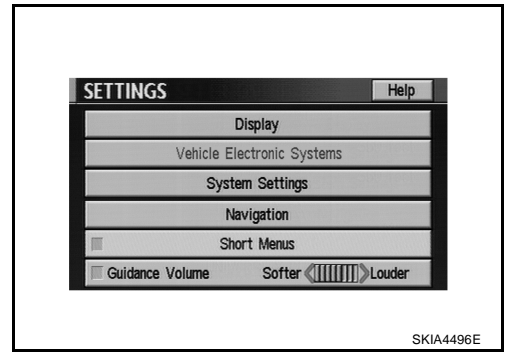 SETTINGS Help
Display
Vehicle Electronic Systems
System Settings
Navigation
Short Menus
Guidance Volume Softer Louder
SKIA4496E